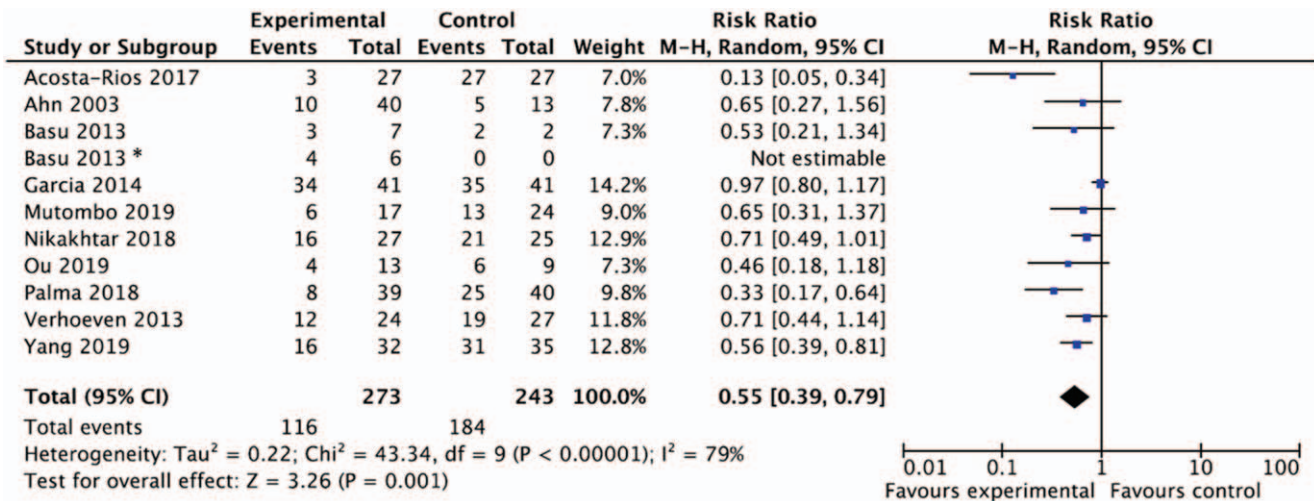 Experimental Control Risk Ratio Risk Ratio
Study or Subgroup Events Total Events Total Weight M-H, Random, 95% CI M-H, Random, 95% CI
Acosta-Rios 2017 3 27 27 27 7.0% 0.13 [0.05, 0.34]
Ahn 2003 10 40 5 13 7.8% 0.65 [0.27, 1.56]
Basu 2013 3 7 2 2 7.3% 0.53 [0.21, 1.34]
Basu 2013 * 4 6 0 0 Not estimable
Garcia 2014 34 41 35 41 14.2% 0.97 [0.80, 1.17]
Mutombo 2019 6 17 13 24 9.0% 0.65 [0.31, 1.37]
Nikakhtar 2018 16 27 21 25 12.9% 0.71 [0.49, 1.01]
Ou 2019 4 13 6 9 7.3% 0.46 [0.18, 1.18]
Palma 2018 8 39 25 40 9.8% 0.33 [0.17, 0.64]
Verhoeven 2013 12 24 19 27 11.8% 0.71 [0.44, 1.14]
Yang 2019 16 32 31 35 12.8% 0.56 [0.39, 0.81]
Total (95% CI) 273 243 100.0% 0.55 [0.39, 0.79]
Total events 116 184
Heterogeneity: Tau² = 0.22; Chi² = 43.34, df = 9 (P < 0.00001); I² = 79%
Test for overall effect: Z = 3.26 (P = 0.001)
0.01 0.1 1 10 100
Favours experimental Favours control